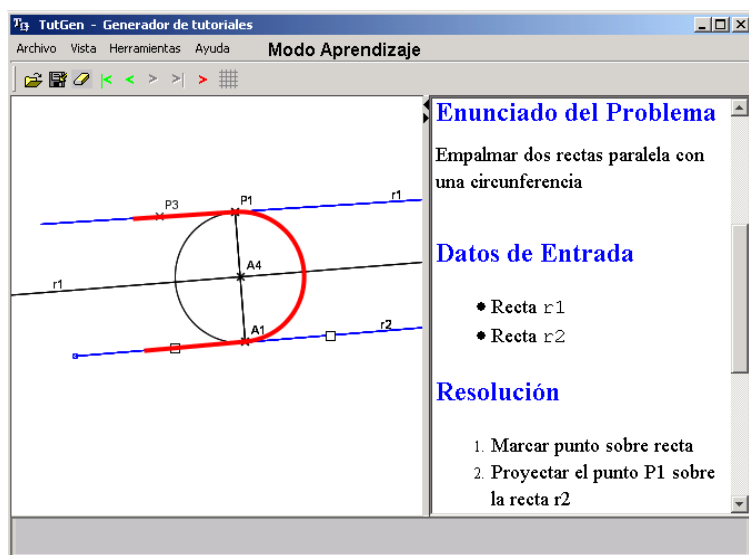 TutGen - Generador de tutoriales
Archivo Vista Herramientas Ayuda Modo Aprendizaje
Enunciado del Problema
Empalmar dos rectas paralela con
una circunferencia
Datos de Entrada
Recta r1
Recta r2
Resolución
1. Marcar punto sobre recta
2. Proyectar el punto P1 sobre
la recta r2
P3
P1
r1
A4
r1
A1
r2